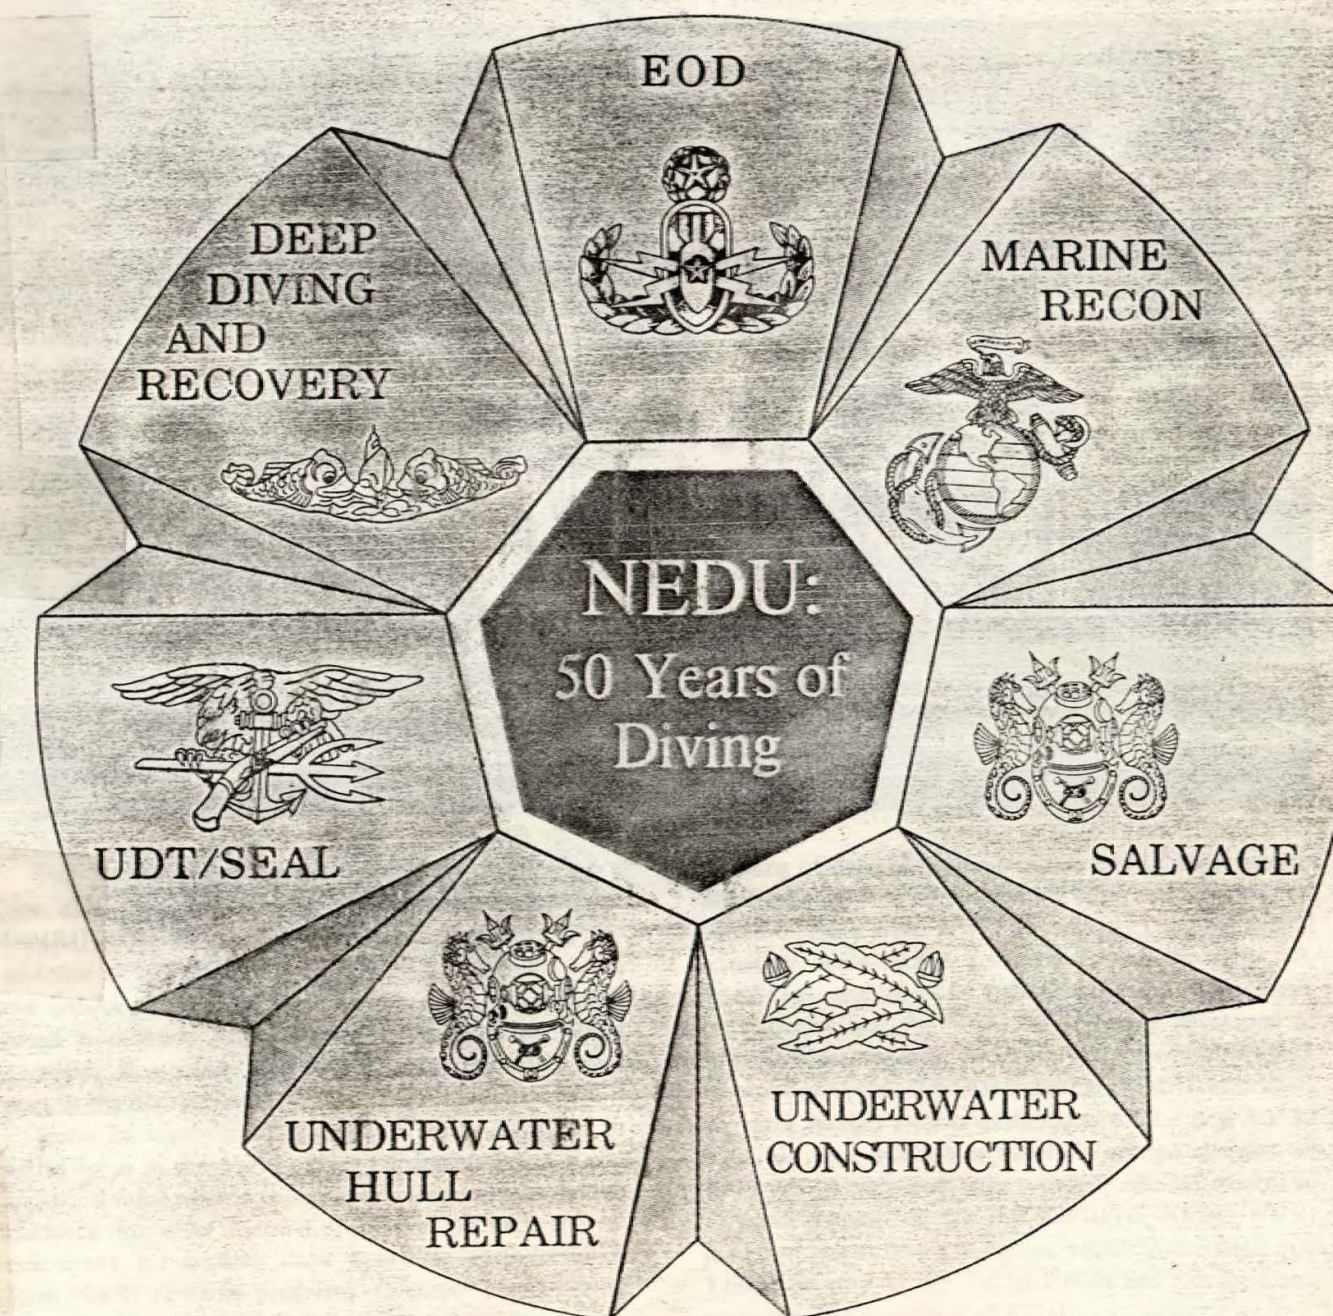 EOD
MARINE
RECON
SALVAGE
UNDERWATER
CONSTRUCTION
UNDERWATER
HULL
REPAIR
UDT/SEAL
DEEP
DIVING
AND
RECOVERY
NEDU:
50 Years of
Diving